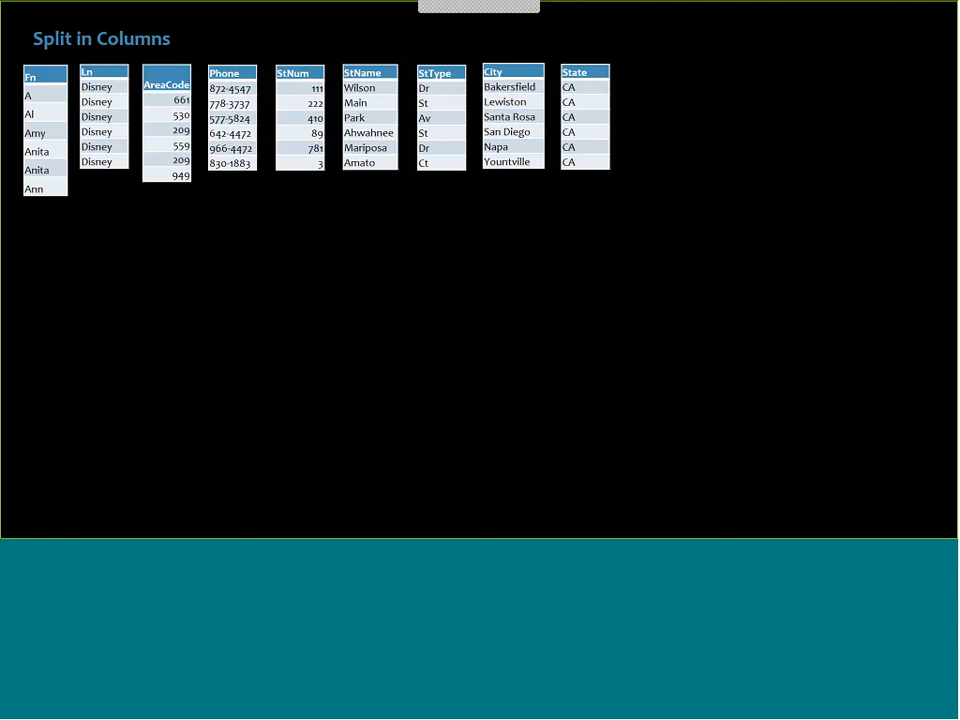 Split in Columns
Fn
A
Al
Amy
Anita
Anita
Ann
Ln
Disney
Disney
Disney
Disney
Disney
Disney
AreaCode
661
530
209
559
209
949
Phone
872-4547
778-3737
577-5824
642-4472
966-4472
830-1883
StNum
111
222
410
89
781
3
StName
Wilson
Main
Park
Ahwahnee
Mariposa
Amato
StType
Dr
St
Av
St
Dr
Ct
City
Bakersfield
Lewiston
Santa Rosa
San Diego
Napa
Yountville
State
CA
CA
CA
CA
CA
CA